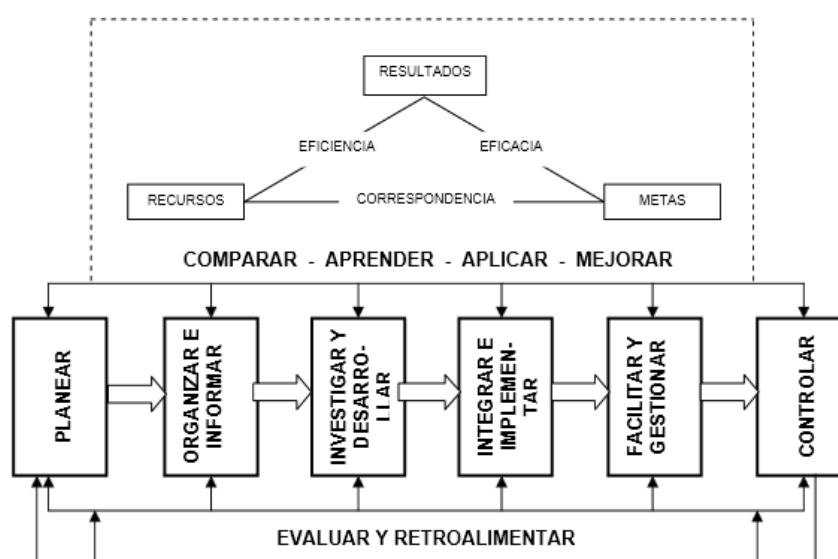 RESULTADOS
EFICIENCIA
EFICACIA
RECURSOS
CORRESPONDENCIA
METAS
COMPARAR - APRENDER - APLICAR - MEJORAR
PLANEAR
ORGANIZAR E
INFORMAR
INVESTIGAR Y
DESARRO-
LLAR
INTEGRAR E
IMPLEMEN-
TAR
FACILITAR Y
GESTIONAR
CONTROLAR
EVALUAR Y RETROALIMENTAR